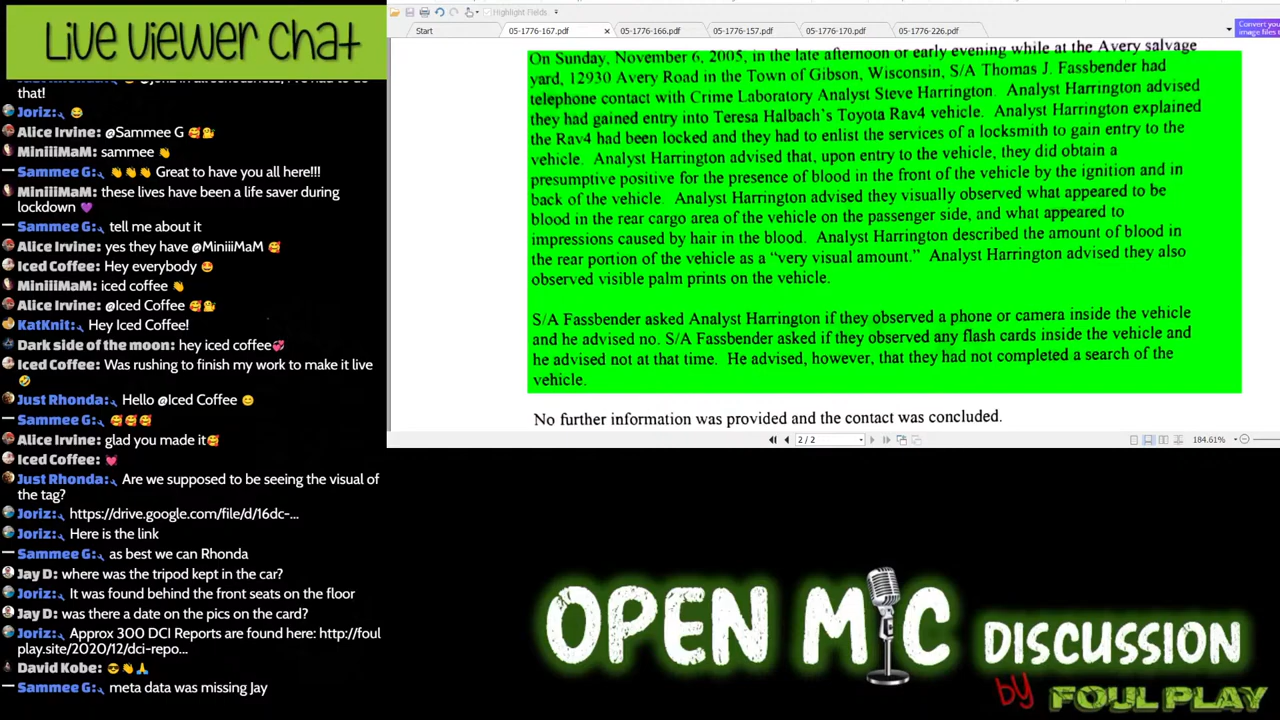 Live Viewer Chat
that!
Joriz: 😂
Alice Irvine: @Sammee G 🥰
MiniiiMaM: sammee 👋
Sammee G: 👏👏👏 Great to have you all here!!!
MiniiiMaM: these lives have been a life saver during
lockdown 💜
Sammee G: tell me about it
Alice Irvine: yes they have @MiniiiMaM 🥰
Iced Coffee: Hey everybody 🤩
MiniiiMaM: iced coffee 👋
Alice Irvine: @Iced Coffee 🥰
KatKnit: Hey Iced Coffee!
Dark side of the moon: hey iced coffee💞
Iced Coffee: Was rushing to finish my work to make it live
🤣
Just Rhonda: Hello @Iced Coffee 😊
Sammee G: 🥰🥰🥰
Alice Irvine: glad you made it🥰
Iced Coffee: 💓
Just Rhonda: Are we supposed to be seeing the visual of
the tag?
Joriz: https://drive.google.com/file/d/16dc-...
Joriz: Here is the link
Sammee G: as best we can Rhonda
Jay D: where was the tripod kept in the car?
Joriz: It was found behind the front seats on the floor
Jay D: was there a date on the pics on the card?
Joriz: Approx 300 DCI Reports are found here: http://foul
play.site/2020/12/dci-repo...
David Kobe: 😎👏🙏
Sammee G: meta data was missing Jay
Highlight Fields
Convert you
image files t
Start
05-1776-167.pdf
05-1776-166.pdf
05-1776-157.pdf
05-1776-170.pdf
05-1776-226.pdf
On Sunday, November 6, 2005, in the late afternoon or early evening while at the Avery salvage
yard, 12930 Avery Road in the Town of Gibson, Wisconsin, S/A Thomas J. Fassbender had
telephone contact with Crime Laboratory Analyst Steve Harrington. Analyst Harrington advised
they had gained entry into Teresa Halbach's Toyota Rav4 vehicle. Analyst Harrington explained
the Rav4 had been locked and they had to enlist the services of a locksmith to gain entry to the
vehicle. Analyst Harrington advised that, upon entry to the vehicle, they did obtain a
presumptive positive for the presence of blood in the front of the vehicle by the ignition and in
back of the vehicle. Analyst Harrington advised they visually observed what appeared to be
blood in the rear cargo area of the vehicle on the passenger side, and what appeared to
impressions caused by hair in the blood. Analyst Harrington described the amount of blood in
the rear portion of the vehicle as a “very visual amount.” Analyst Harrington advised they also
observed visible palm prints on the vehicle.
S/A Fassbender asked Analyst Harrington if they observed a phone or camera inside the vehicle
and he advised no. S/A Fassbender asked if they observed any flash cards inside the vehicle and
he advised not at that time. He advised, however, that they had not completed a search of the
vehicle.
No further information was provided and the contact was concluded.
2 / 2
184.61%
OPEN MIC DISCUSSION
by FOUL PLAY